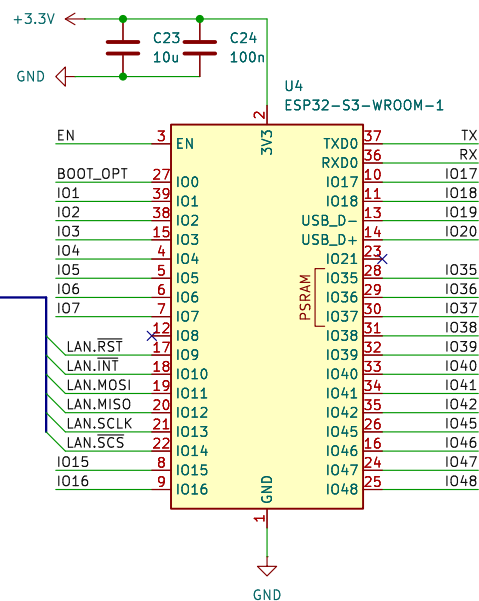 +3.3V
C23
10u
C24
100n
GND
U4
ESP32-S3-WROOM-1
2
3V3
EN 3 EN
BOOT_OPT 27 IO0
IO1 39 IO1
IO2 38 IO2
IO3 15 IO3
IO4 4 IO4
IO5 5 IO5
IO6 6 IO6
IO7 7 IO7
12 IO8
LAN.RST 17 IO9
LAN.INT 18 IO10
LAN.MOSI 19 IO11
LAN.MISO 20 IO12
LAN.SCLK 21 IO13
LAN.SCS 22 IO14
IO15 8 IO15
IO16 9 IO16
TXD0 37 TX
RXD0 36 RX
IO17 10 IO17
IO18 11 IO18
USB_D- 13 IO19
USB_D+ 14 IO20
IO21 23
IO35 28 IO35
IO36 29 IO36
IO37 30 IO37
PSRAM
IO38 31 IO38
IO39 32 IO39
IO40 33 IO40
IO41 34 IO41
IO42 35 IO42
IO45 26 IO45
IO46 16 IO46
IO47 24 IO47
IO48 25 IO48
GND
1
GND